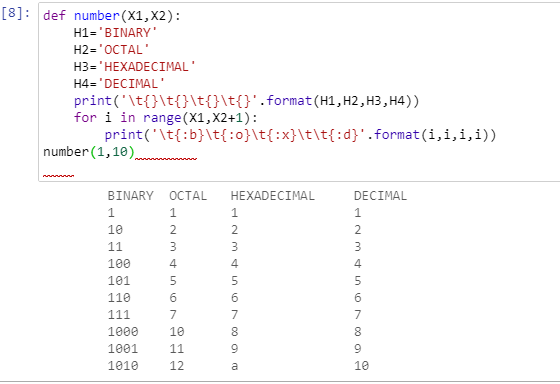 [8]: def number(X1,X2):
    H1='BINARY'
    H2='OCTAL'
    H3='HEXADECIMAL'
    H4='DECIMAL'
    print('\t{}\t{}\t{}\t{}'.format(H1,H2,H3,H4))
    for i in range(X1,X2+1):
        print('\t{:b}\t{:o}\t{:x}\t\t{:d}'.format(i,i,i,i))
number(1,10)
BINARY OCTAL HEXADECIMAL DECIMAL
1 1 1 1
10 2 2 2
11 3 3 3
100 4 4 4
101 5 5 5
110 6 6 6
111 7 7 7
1000 10 8 8
1001 11 9 9
1010 12 a 10